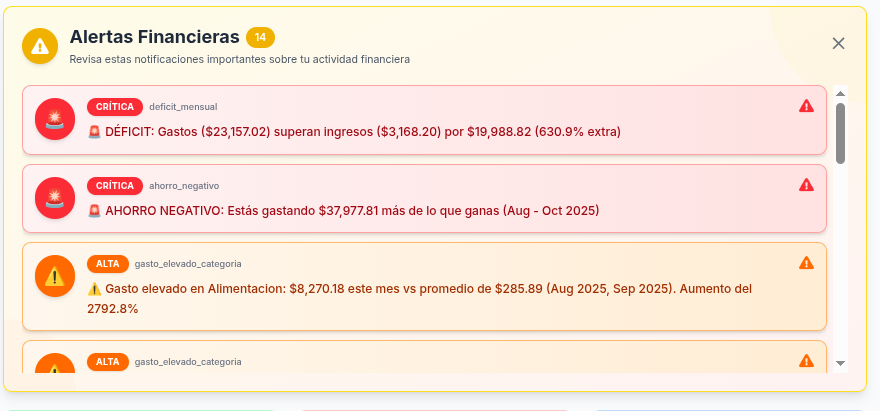 Alertas Financieras 14
Revisa estas notificaciones importantes sobre tu actividad financiera
CRÍTICA deficit_mensual
🚨 DÉFICIT: Gastos ($23,157.02) superan ingresos ($3,168.20) por $19,988.82 (630.9% extra)
CRÍTICA ahorro_negativo
🚨 AHORRO NEGATIVO: Estás gastando $37,977.81 más de lo que ganas (Aug - Oct 2025)
ALTA gasto_elevado_categoria
⚠️ Gasto elevado en Alimentacion: $8,270.18 este mes vs promedio de $285.89 (Aug 2025, Sep 2025). Aumento del
2792.8%
ALTA gasto_elevado_categoria